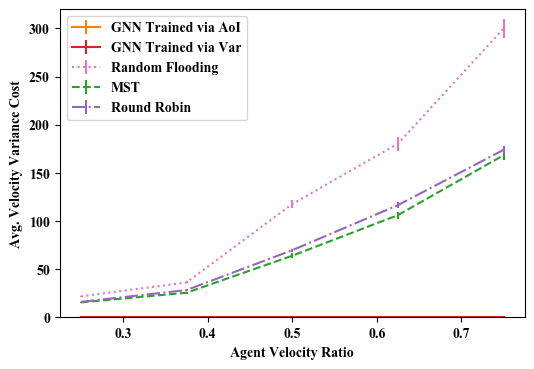 GNN Trained via AoI
GNN Trained via Var
Random Flooding
MST
Round Robin
Avg. Velocity Variance Cost
300
250
200
150
100
50
0
0.3 0.4 0.5 0.6 0.7
Agent Velocity Ratio